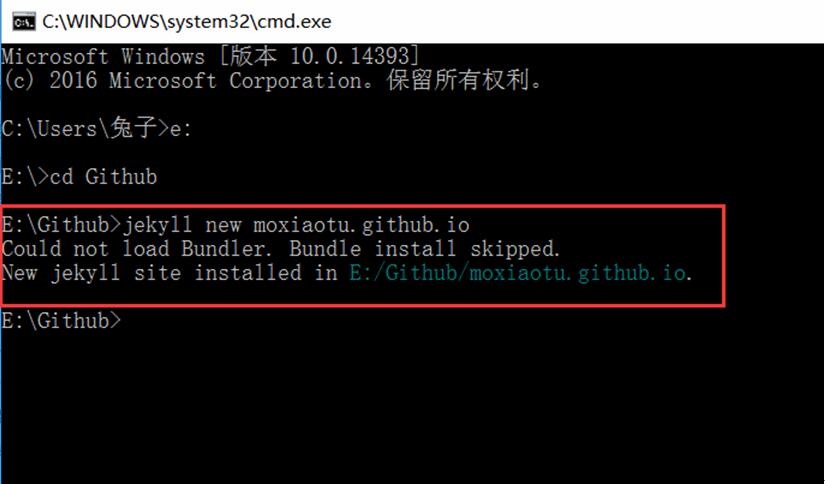 C:\WINDOWS\system32\cmd.exe
Microsoft Windows [版本 10.0.14393]
(c) 2016 Microsoft Corporation。保留所有权利。
C:\Users\兔子>e:
E:\>cd Github
E:\Github>jekyll new moxiaotu.github.io
Could not load Bundler. Bundle install skipped.
New jekyll site installed in E:/Github/moxiaotu.github.io.
E:\Github>